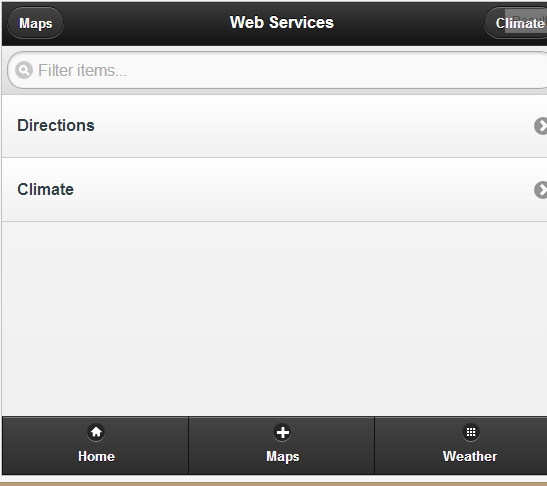 Maps Web Services Climate
Filter items...
Directions
Climate
Home Maps Weather